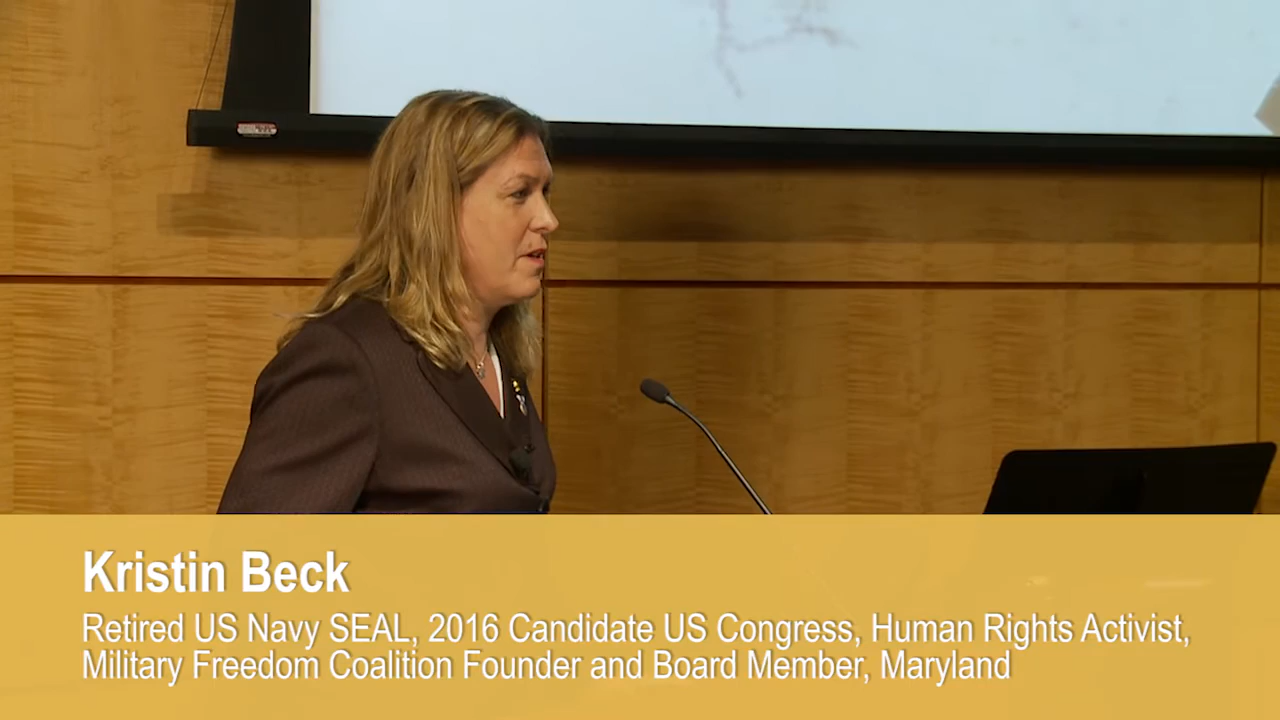 Kristin Beck
Retired US Navy SEAL, 2016 Candidate US Congress, Human Rights Activist,
Military Freedom Coalition Founder and Board Member, Maryland